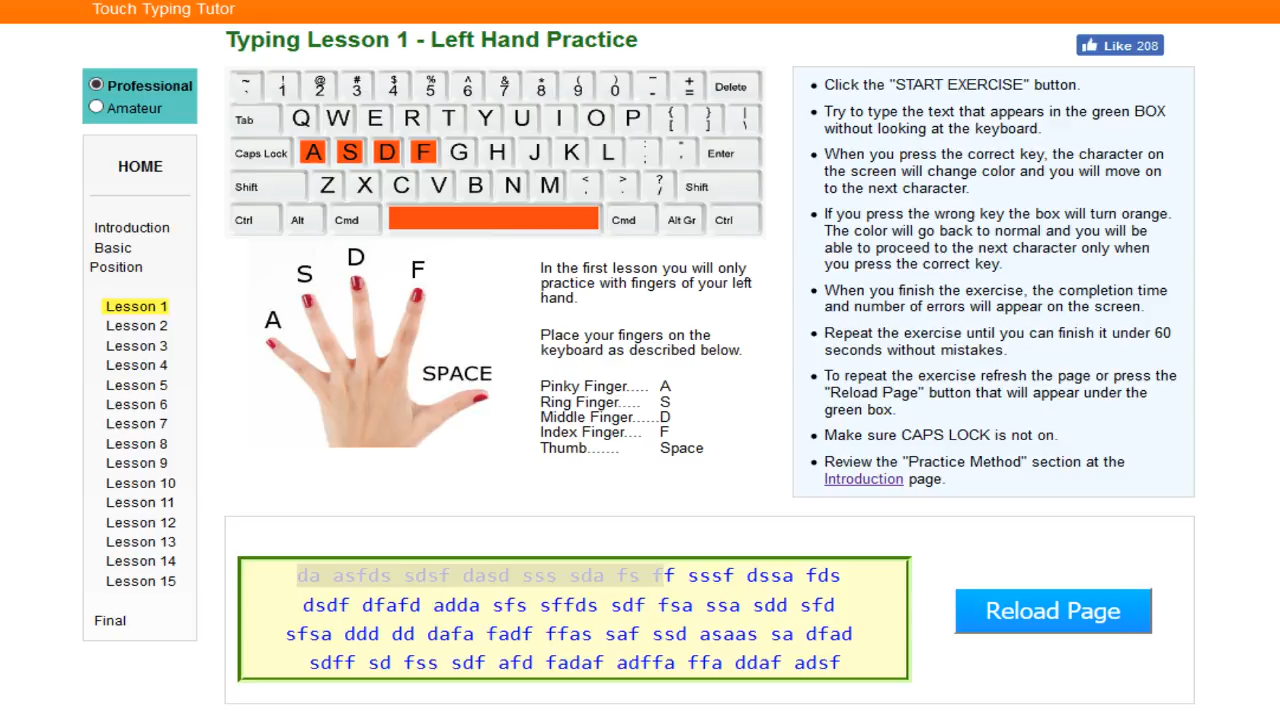 Touch Typing Tutor
Typing Lesson 1 - Left Hand Practice
Like 208
Professional
Amateur
HOME
Introduction
Basic
Position
Lesson 1
Lesson 2
Lesson 3
Lesson 4
Lesson 5
Lesson 6
Lesson 7
Lesson 8
Lesson 9
Lesson 10
Lesson 11
Lesson 12
Lesson 13
Lesson 14
Lesson 15
Final
~ ! @ # $ % ^ & * ( ) _ +
` 1 2 3 4 5 6 7 8 9 0 - = Delete
Tab Q W E R T Y U I O P { [ } ] | \
Caps Lock A S D F G H J K L : ; " ' Enter
Shift Z X C V B N M < , > . ? / Shift
Ctrl Alt Cmd Cmd Alt Gr Ctrl
A S D F SPACE
In the first lesson you will only
practice with fingers of your left
hand.
Place your fingers on the
keyboard as described below.
Pinky Finger..... A
Ring Finger..... S
Middle Finger......D
Index Finger.... F
Thumb....... Space
• Click the "START EXERCISE" button.
• Try to type the text that appears in the green BOX
without looking at the keyboard.
• When you press the correct key, the character on
the screen will change color and you will move on
to the next character.
• If you press the wrong key the box will turn orange.
The color will go back to normal and you will be
able to proceed to the next character only when
you press the correct key.
• When you finish the exercise, the completion time
and number of errors will appear on the screen.
• Repeat the exercise until you can finish it under 60
seconds without mistakes.
• To repeat the exercise refresh the page or press the
"Reload Page" button that will appear under the
green box.
• Make sure CAPS LOCK is not on.
• Review the "Practice Method" section at the
Introduction page.
da asfds sdsf dasd sss sda fs ff sssf dssa fds
dsdf dfafd adda sfs sffds sdf fsa ssa sdd sfd
sfsa ddd dd dafa fadf ffas saf ssd asaas sa dfad
sdff sd fss sdf afd fadaf adffa ffa ddaf adsf
Reload Page